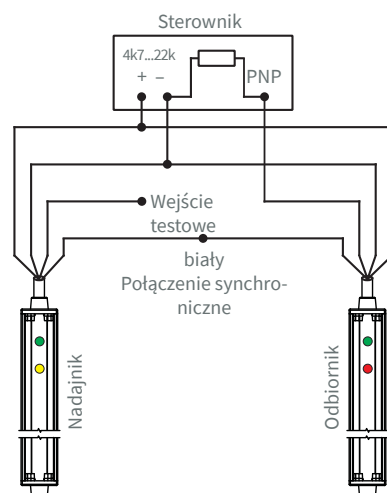 Sterownik
4k7...22k
+ −
PNP
Wejście
testowe
biały
Połączenie synchro-
niczne
Nadajnik
Odbiornik